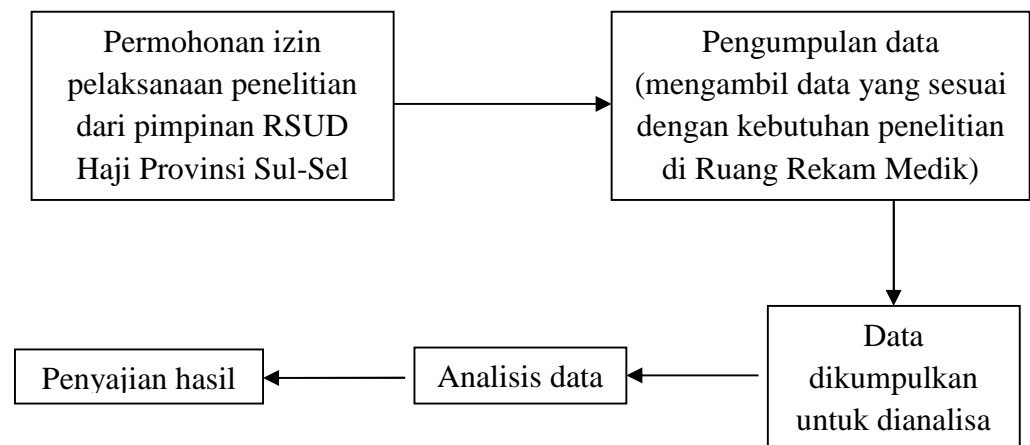 Permohonan izin
pelaksanaan penelitian
dari pimpinan RSUD
Haji Provinsi Sul-Sel
Pengumpulan data
(mengambil data yang sesuai
dengan kebutuhan penelitian
di Ruang Rekam Medik)
Data
dikumpulkan
untuk dianalisa
Analisis data
Penyajian hasil